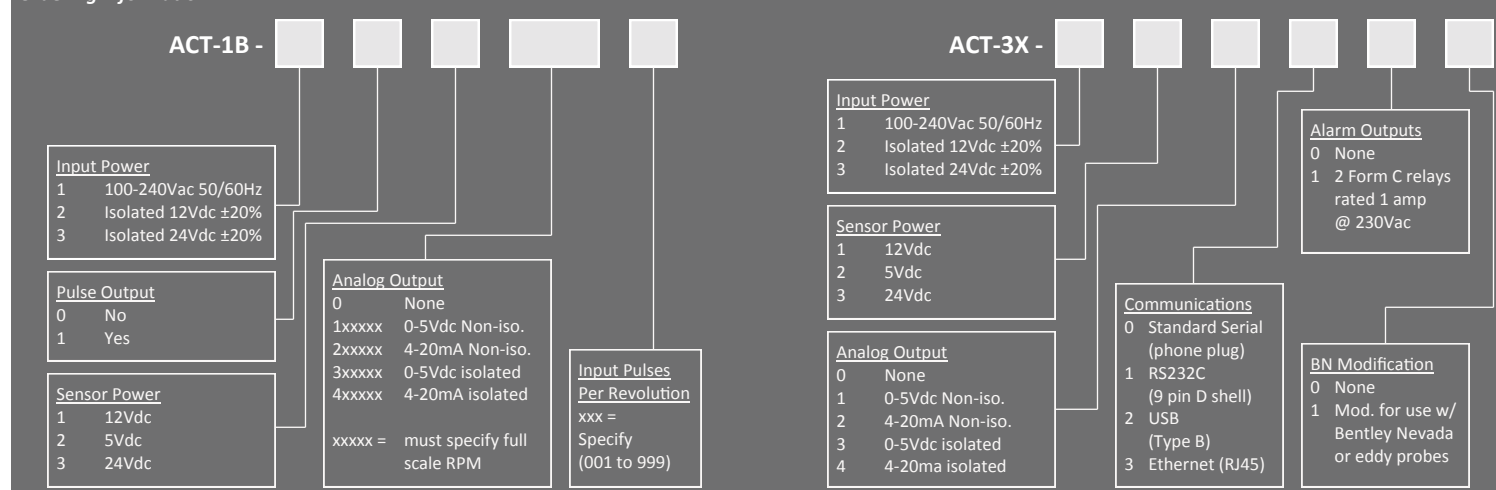 ACT-1B -
Input Power
1 100-240Vac 50/60Hz
2 Isolated 12Vdc ±20%
3 Isolated 24Vdc ±20%
Pulse Output
0 No
1 Yes
Sensor Power
1 12Vdc
2 5Vdc
3 24Vdc
Analog Output
0 None
1xxxxx 0-5Vdc Non-iso.
2xxxxx 4-20mA Non-iso.
3xxxxx 0-5Vdc isolated
4xxxxx 4-20mA isolated
xxxxx = must specify full
scale RPM
Input Pulses
Per Revolution
xxx =
Specify
(001 to 999)
ACT-3X -
Input Power
1 100-240Vac 50/60Hz
2 Isolated 12Vdc ±20%
3 Isolated 24Vdc ±20%
Sensor Power
1 12Vdc
2 5Vdc
3 24Vdc
Analog Output
0 None
1 0-5Vdc Non-iso.
2 4-20mA Non-iso.
3 0-5Vdc isolated
4 4-20ma isolated
Communications
0 Standard Serial
(phone plug)
1 RS232C
(9 pin D shell)
2 USB
(Type B)
3 Ethernet (RJ45)
Alarm Outputs
0 None
1 2 Form C relays
rated 1 amp
@ 230Vac
BN Modification
0 None
1 Mod. for use w/
Bentley Nevada
or eddy probes